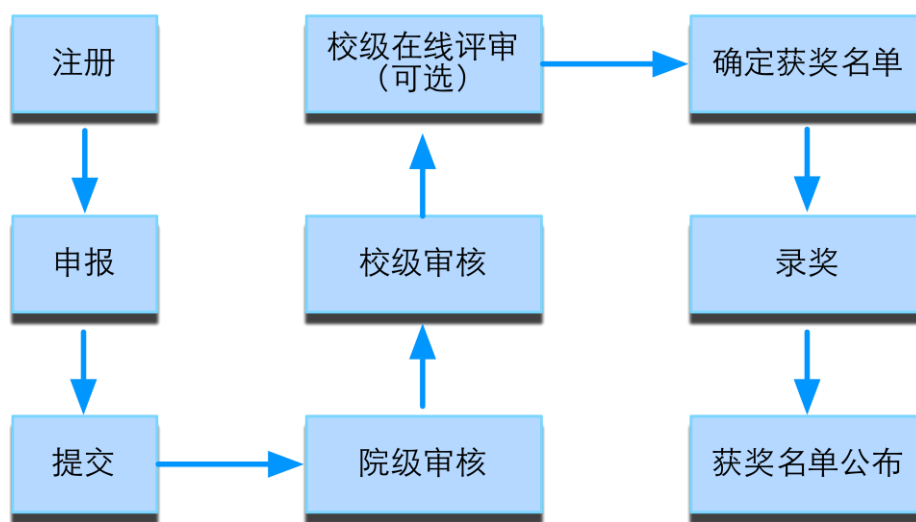 注册
申报
提交
院级审核
校级审核
校级在线评审
（可选）
确定获奖名单
录奖
获奖名单公布